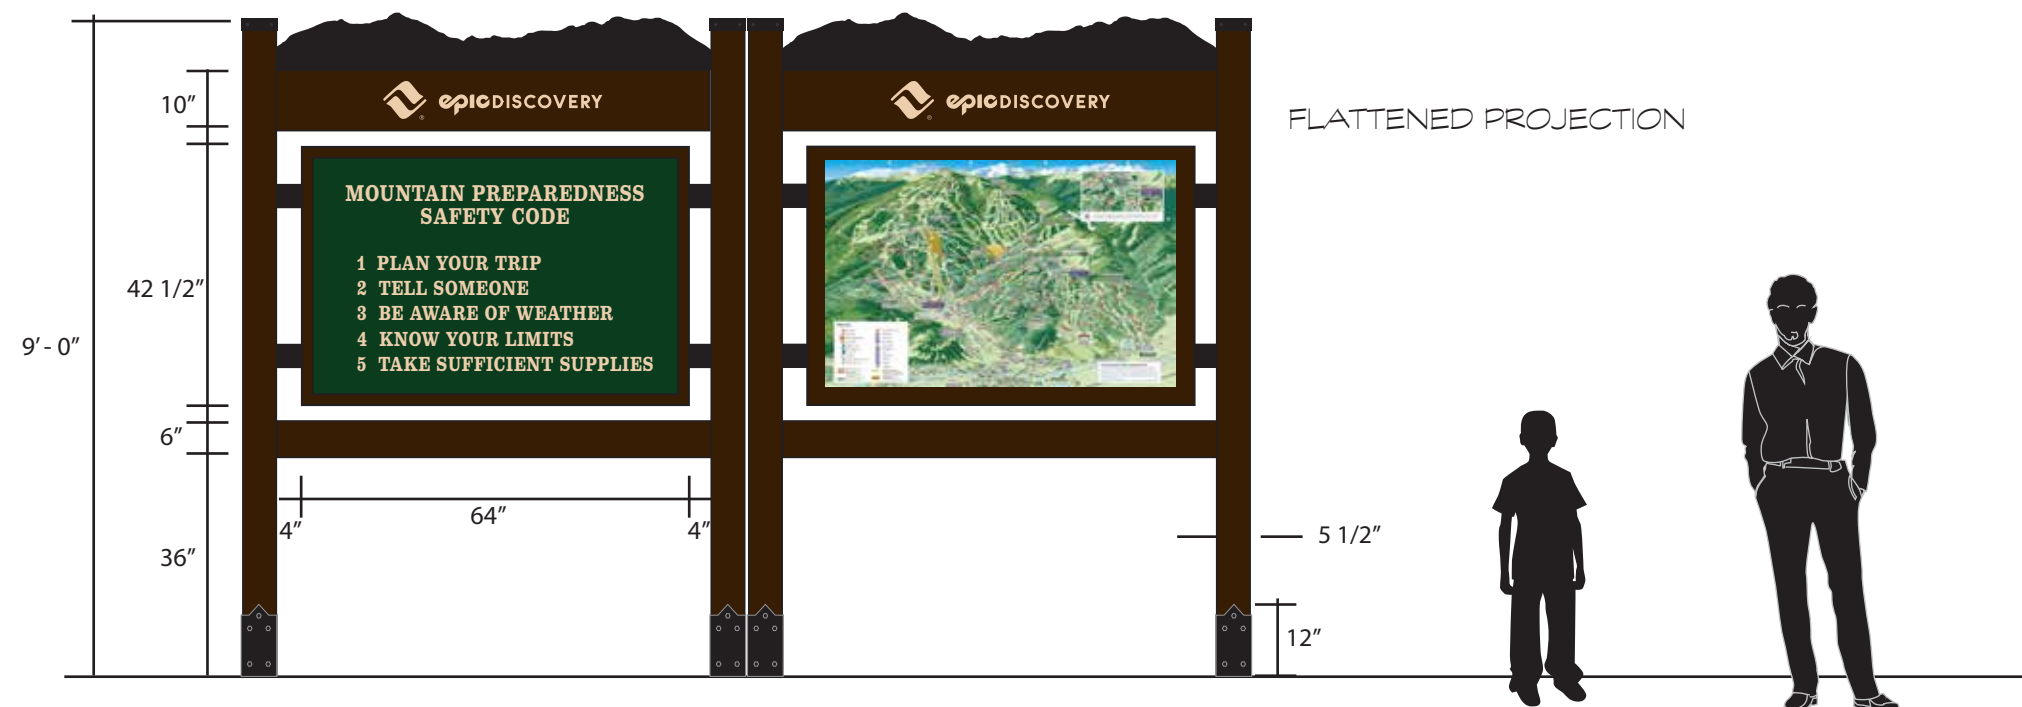 epicDISCOVERY
epicDISCOVERY
FLATTENED PROJECTION
10”
MOUNTAIN PREPAREDNESS
SAFETY CODE
1 PLAN YOUR TRIP
2 TELL SOMEONE
3 BE AWARE OF WEATHER
4 KNOW YOUR LIMITS
5 TAKE SUFFICIENT SUPPLIES
42 1/2”
9’ - 0”
6”
4”
64”
4”
5 1/2”
36”
12”